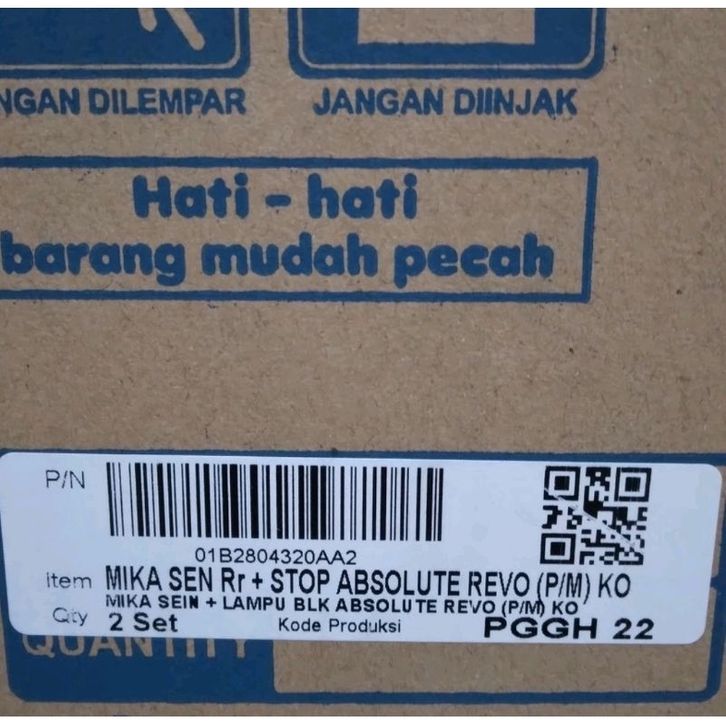 NGAN DILEMPAR JANGAN DIINJAK
Hati - hati
barang mudah pecah
P/N
01B2804320AA2
Item MIKA SEN Rr + STOP ABSOLUTE REVO (P/M) KO
MIKA SEIN + LAMPU BLK ABSOLUTE REVO (P/M) KO
Qty 2 Set Kode Produksi PGGH 22
QUANTITY